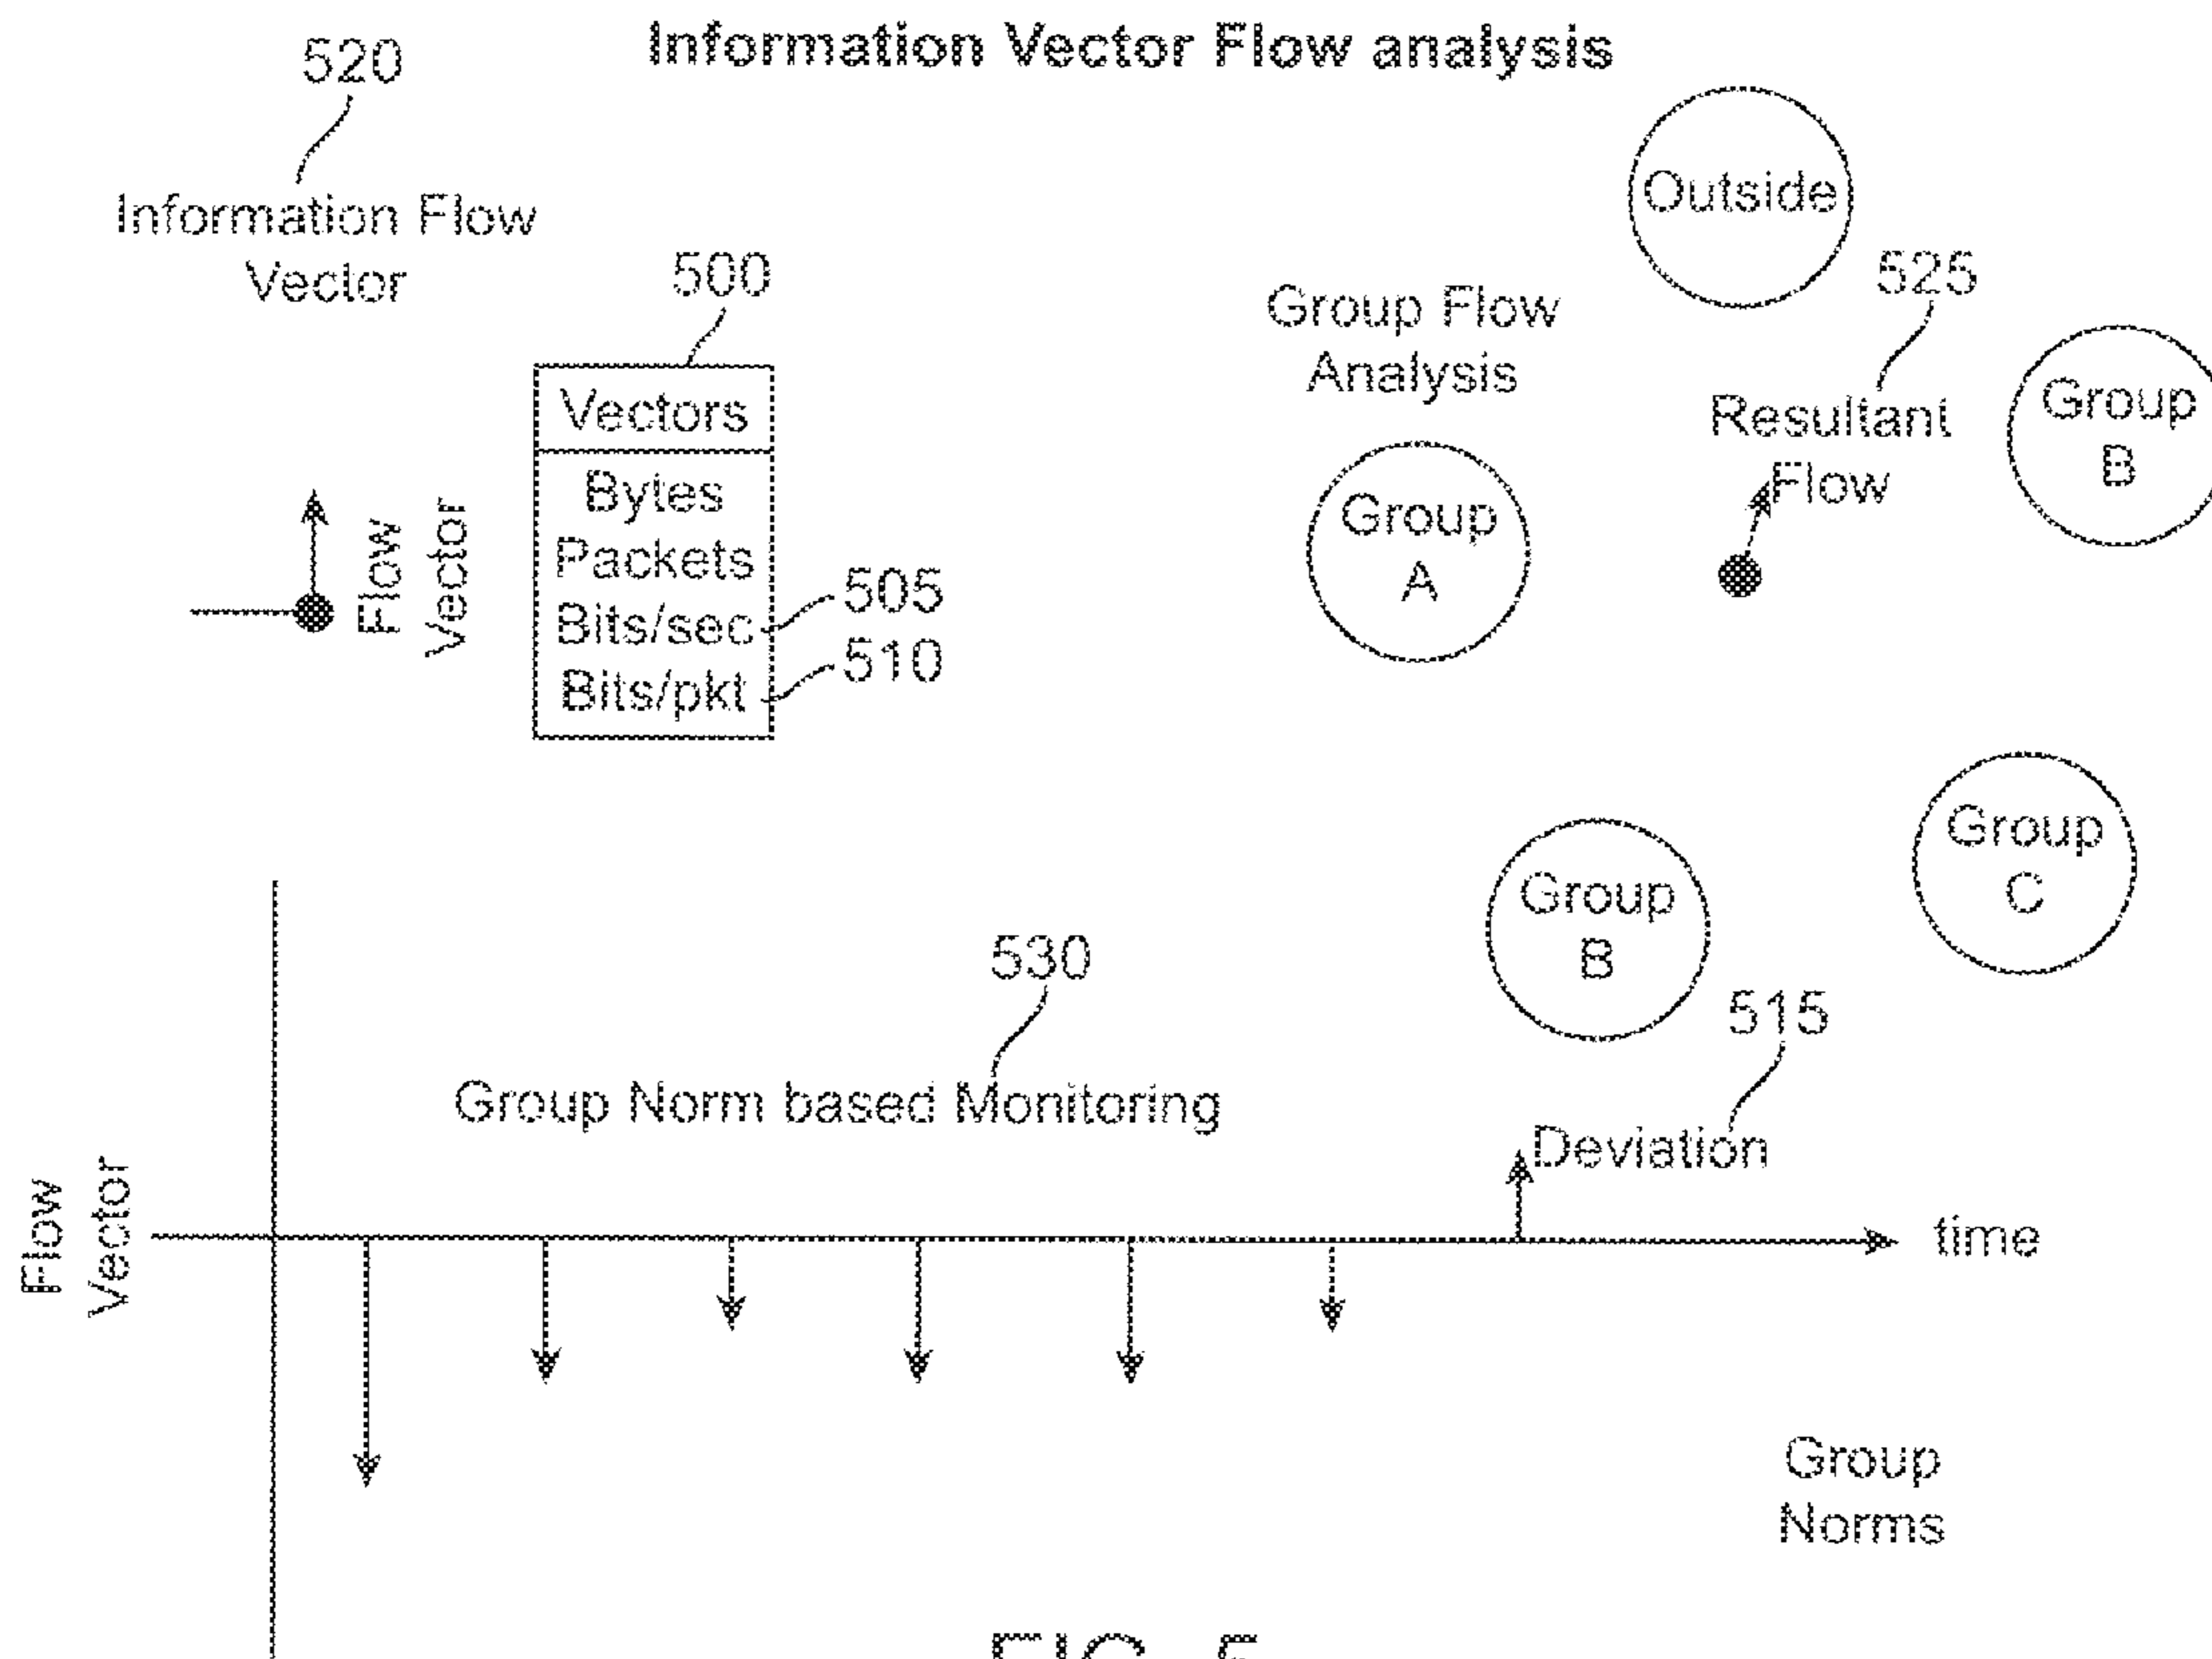 Information Vector Flow analysis
520
Information Flow
Vector
500
Vectors
Bytes
Packets
Bits/sec
Bits/pkt
505
510
Flow
Vector
Outside
Group Flow
Analysis
525
Resultant
Flow
Group
A
Group
B
Group
B
Group
C
530
Group Norm based Monitoring
515
Deviation
Flow
Vector
time
Group
Norms
FIG. 5